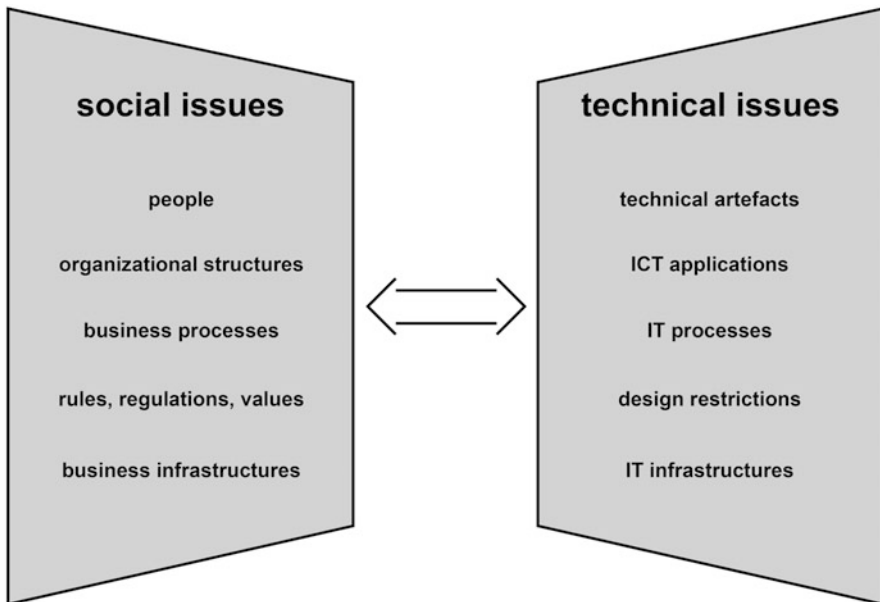 social issues
people
organizational structures
business processes
rules, regulations, values
business infrastructures
technical issues
technical artefacts
ICT applications
IT processes
design restrictions
IT infrastructures